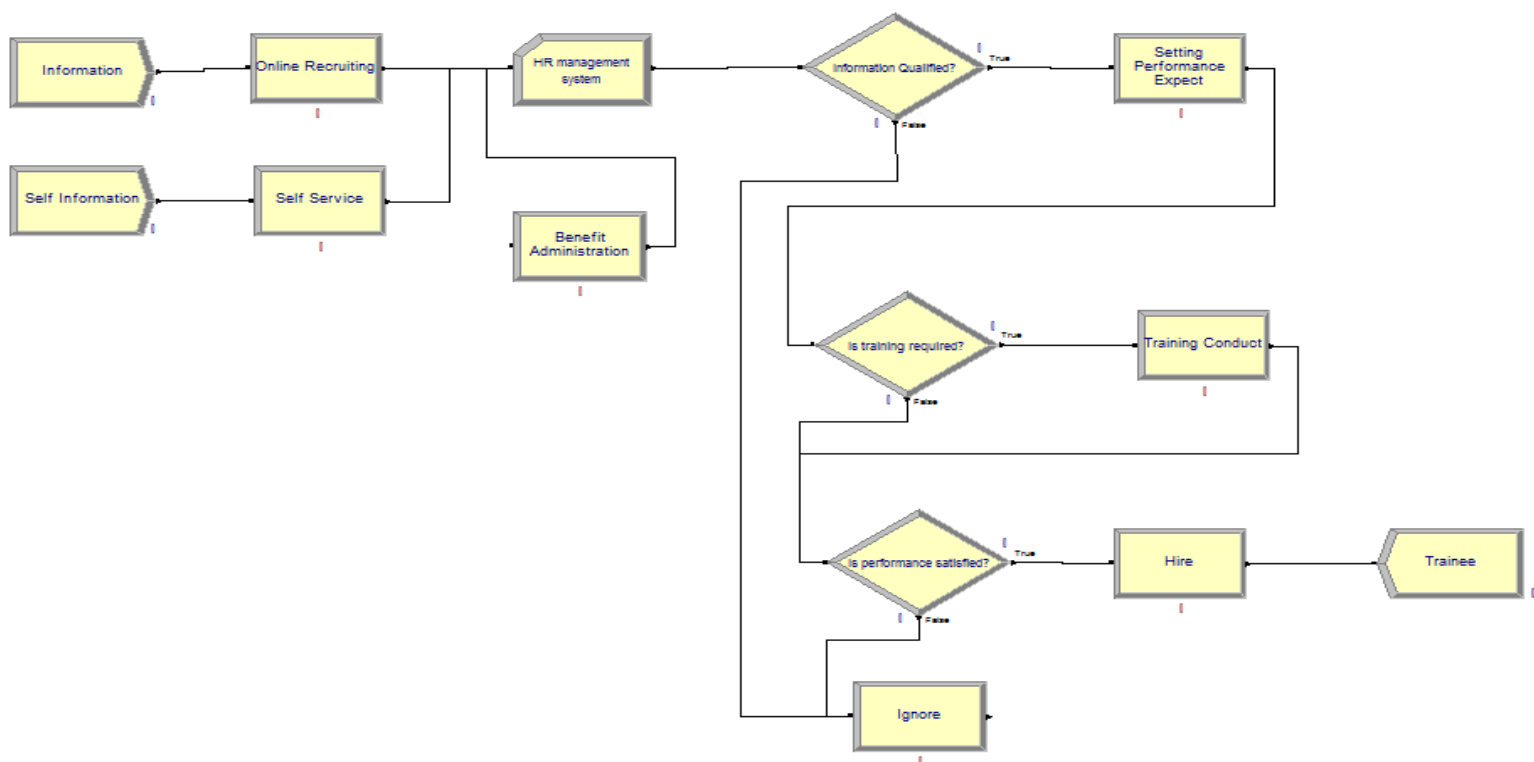 Information
Online Recruiting
HR management
system
Information Qualified?
True
False
Setting
Performance
Expect
Self Information
Self Service
Benefit
Administration
Is training required?
True
False
Training Conduct
Is performance satisfied?
True
False
Hire
Trainee
Ignore